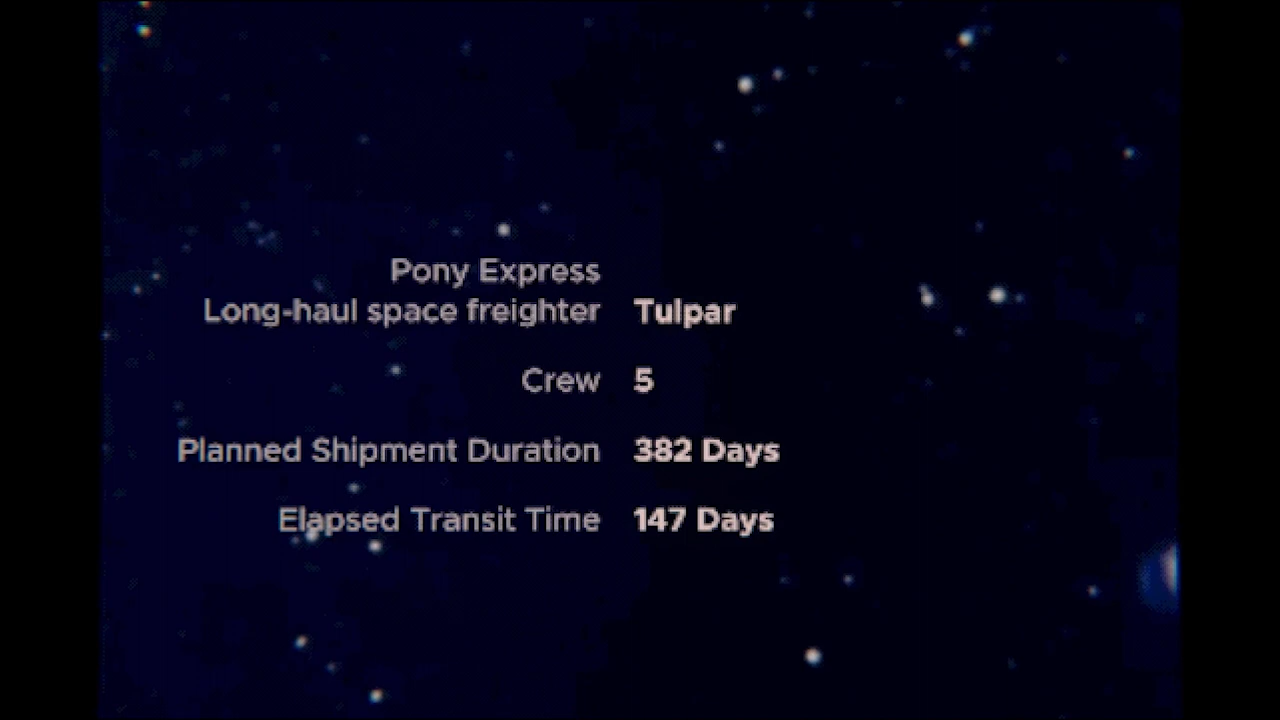 Pony Express
Long-haul space freighter Tulpar
Crew 5
Planned Shipment Duration 382 Days
Elapsed Transit Time 147 Days